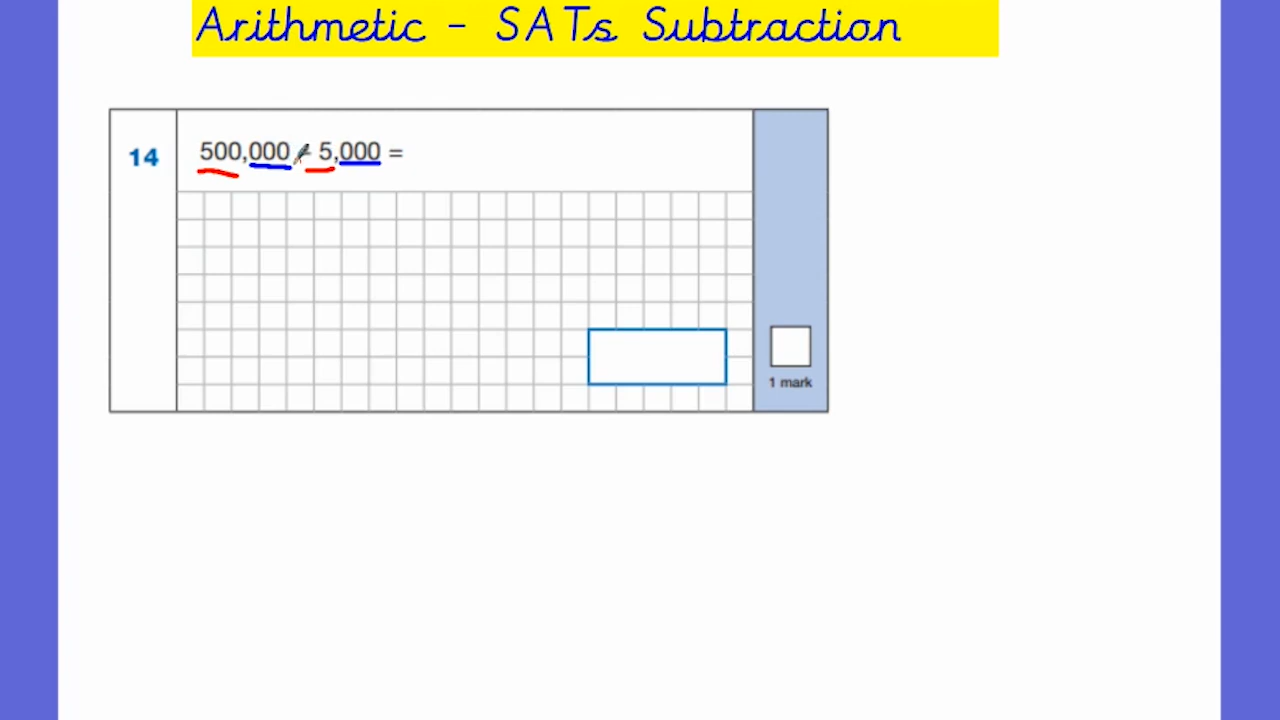 Arithmetic - SATs Subtraction
14
500,000 - 5,000 =
1 mark